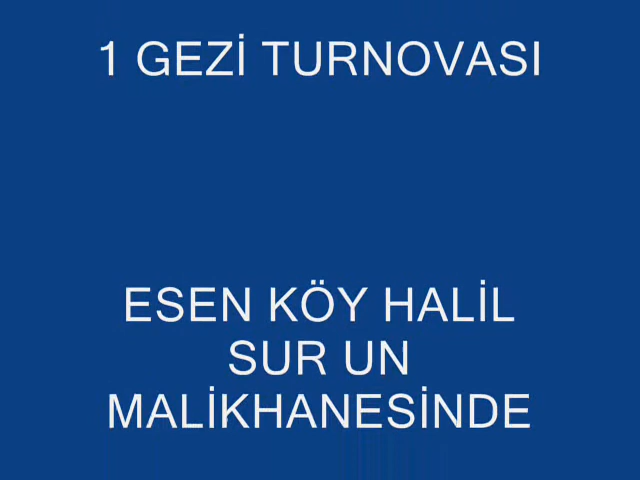 1 GEZİ TURNOVASI
ESEN KÖY HALİL
SUR UN
MALİKHANESİNDE